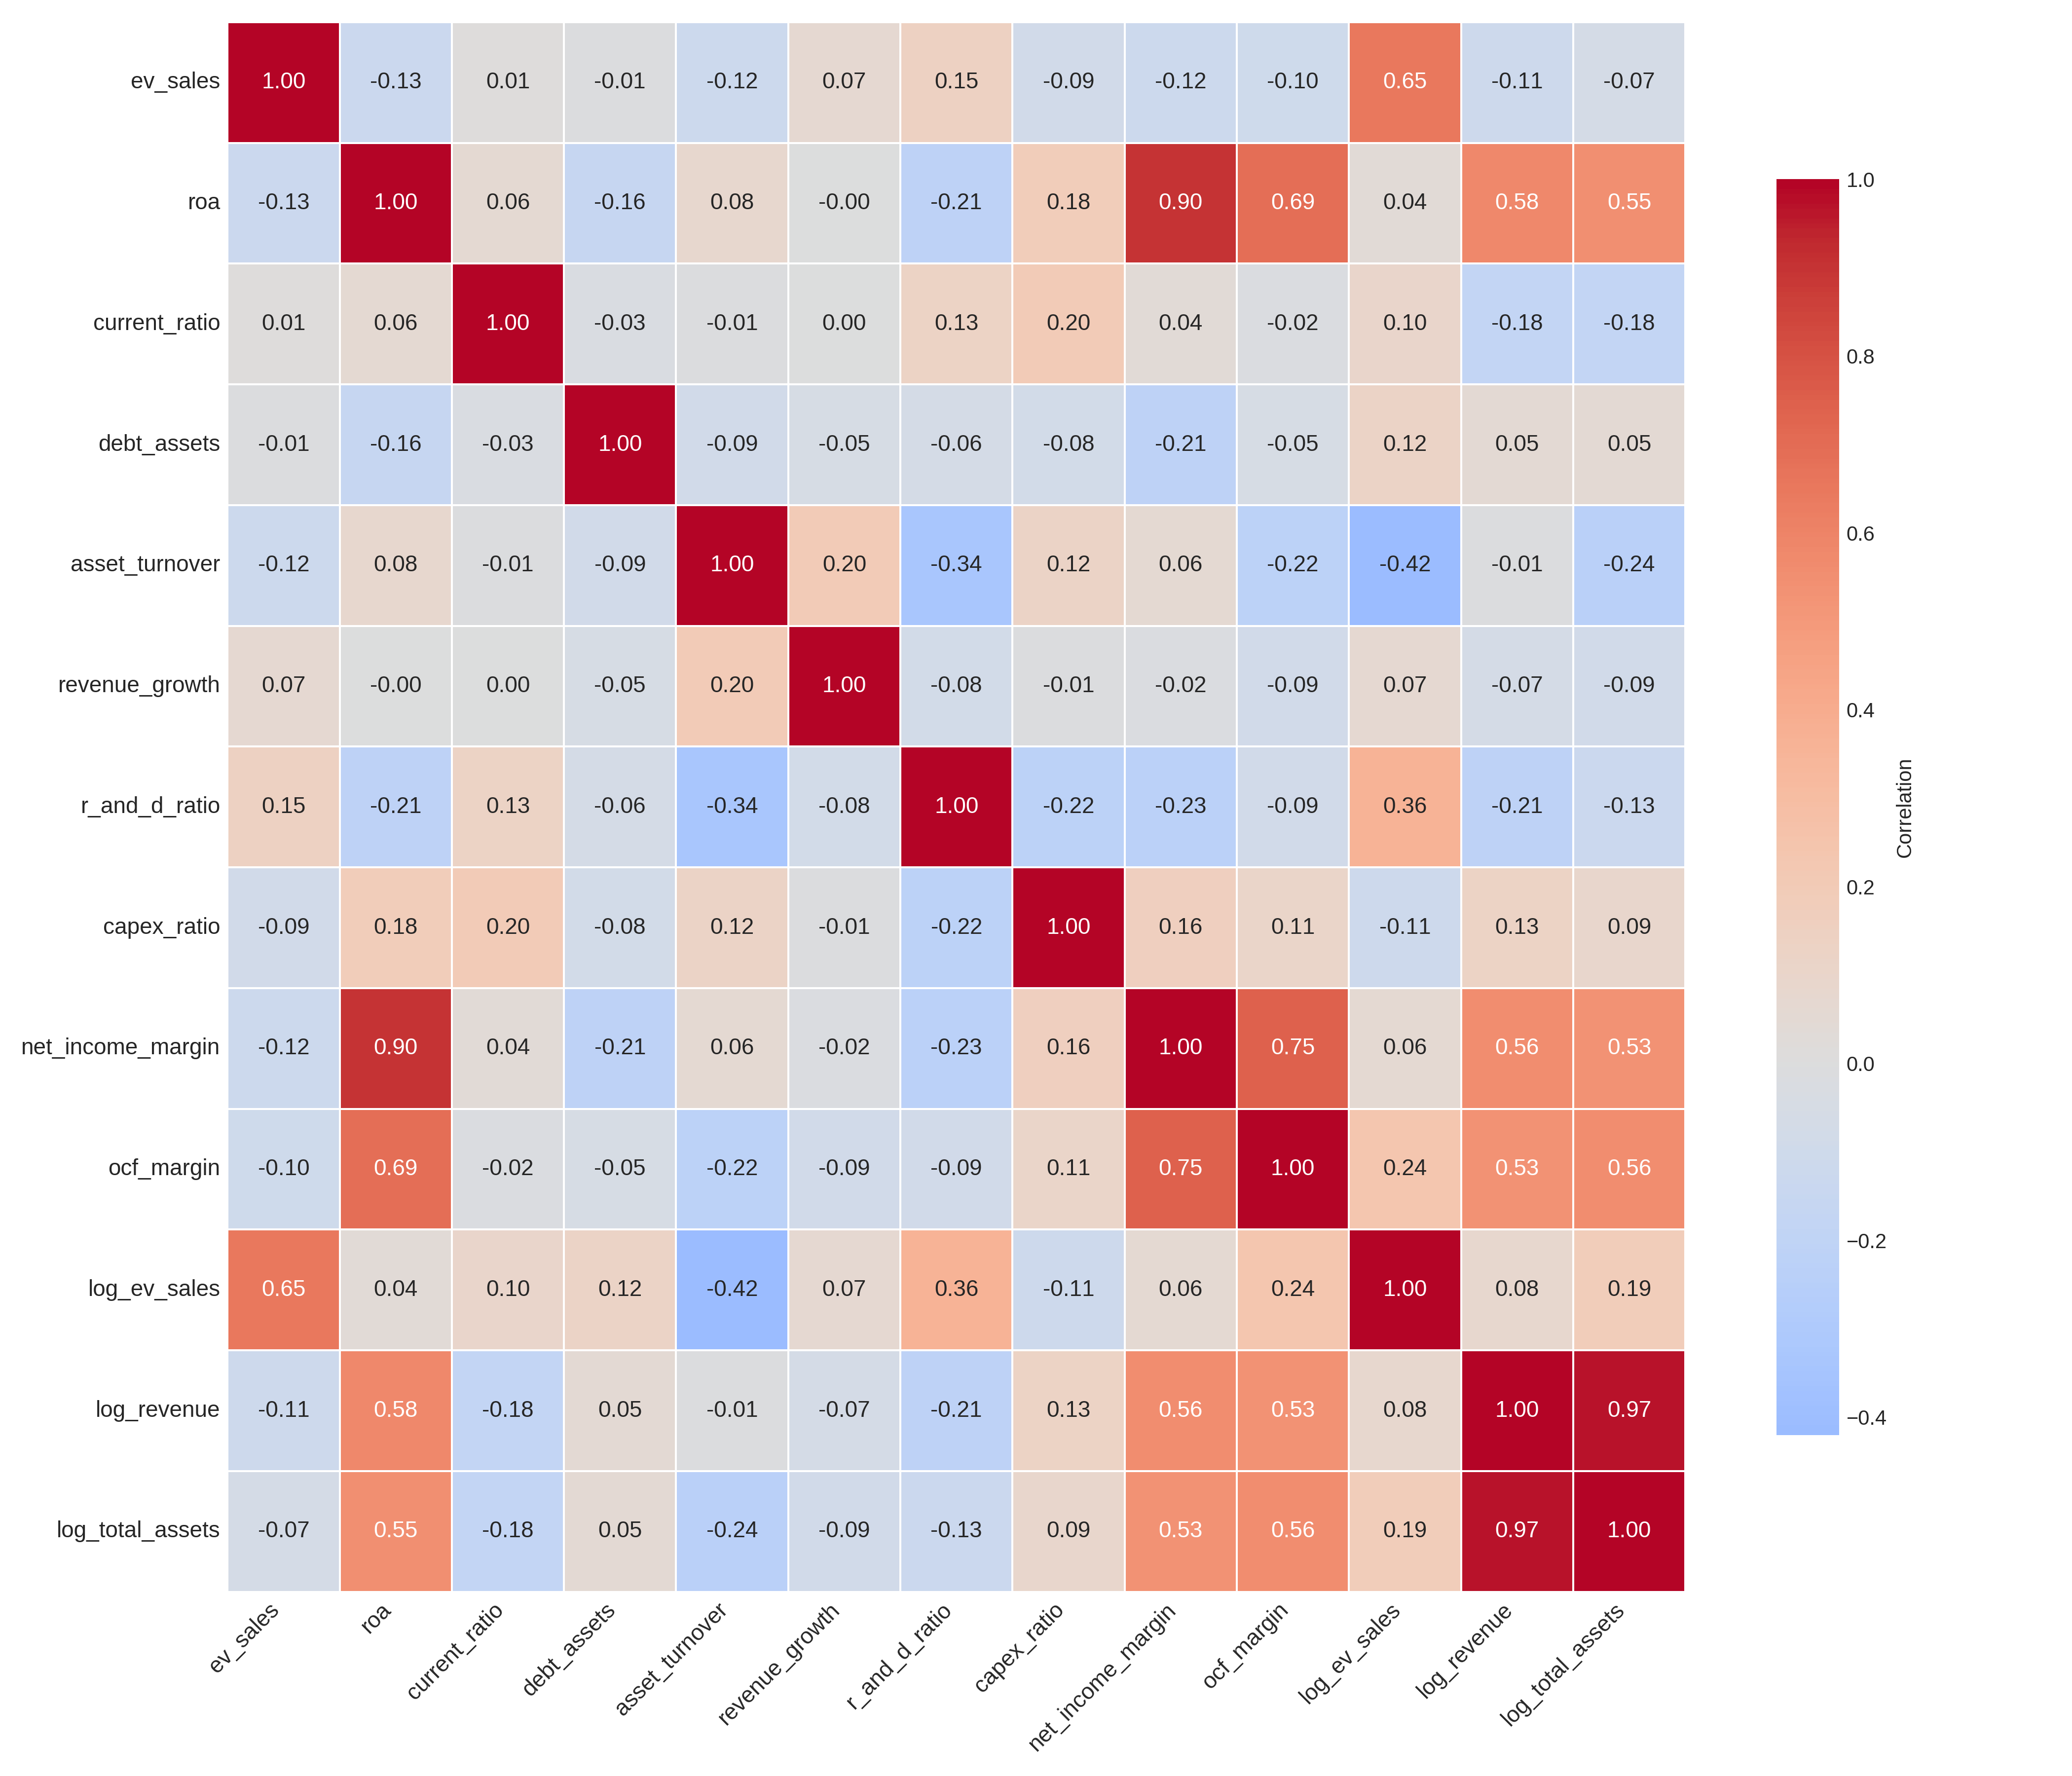 ev_sales 1.00 -0.13 0.01 -0.01 -0.12 0.07 0.15 -0.09 -0.12 -0.10 0.65 -0.11 -0.07
roa -0.13 1.00 0.06 -0.16 0.08 -0.00 -0.21 0.18 0.90 0.69 0.04 0.58 0.55
current_ratio 0.01 0.06 1.00 -0.03 -0.01 0.00 0.13 0.20 0.04 -0.02 0.10 -0.18 -0.18
debt_assets -0.01 -0.16 -0.03 1.00 -0.09 -0.05 -0.06 -0.08 -0.21 -0.05 0.12 0.05 0.05
asset_turnover -0.12 0.08 -0.01 -0.09 1.00 0.20 -0.34 0.12 0.06 -0.22 -0.42 -0.01 -0.24
revenue_growth 0.07 -0.00 0.00 -0.05 0.20 1.00 -0.08 -0.01 -0.02 -0.09 0.07 -0.07 -0.09
r_and_d_ratio 0.15 -0.21 0.13 -0.06 -0.34 -0.08 1.00 -0.22 -0.23 -0.09 0.36 -0.21 -0.13
capex_ratio -0.09 0.18 0.20 -0.08 0.12 -0.01 -0.22 1.00 0.16 0.11 -0.11 0.13 0.09
net_income_margin -0.12 0.90 0.04 -0.21 0.06 -0.02 -0.23 0.16 1.00 0.75 0.06 0.56 0.53
ocf_margin -0.10 0.69 -0.02 -0.05 -0.22 -0.09 -0.09 0.11 0.75 1.00 0.24 0.53 0.56
log_ev_sales 0.65 0.04 0.10 0.12 -0.42 0.07 0.36 -0.11 0.06 0.24 1.00 0.08 0.19
log_revenue -0.11 0.58 -0.18 0.05 -0.01 -0.07 -0.21 0.13 0.56 0.53 0.08 1.00 0.97
log_total_assets -0.07 0.55 -0.18 0.05 -0.24 -0.09 -0.13 0.09 0.53 0.56 0.19 0.97 1.00
ev_sales
roa
current_ratio
debt_assets
asset_turnover
revenue_growth
r_and_d_ratio
capex_ratio
net_income_margin
ocf_margin
log_ev_sales
log_revenue
log_total_assets
1.0
0.8
0.6
0.4
0.2
0.0
−0.2
−0.4
Correlation